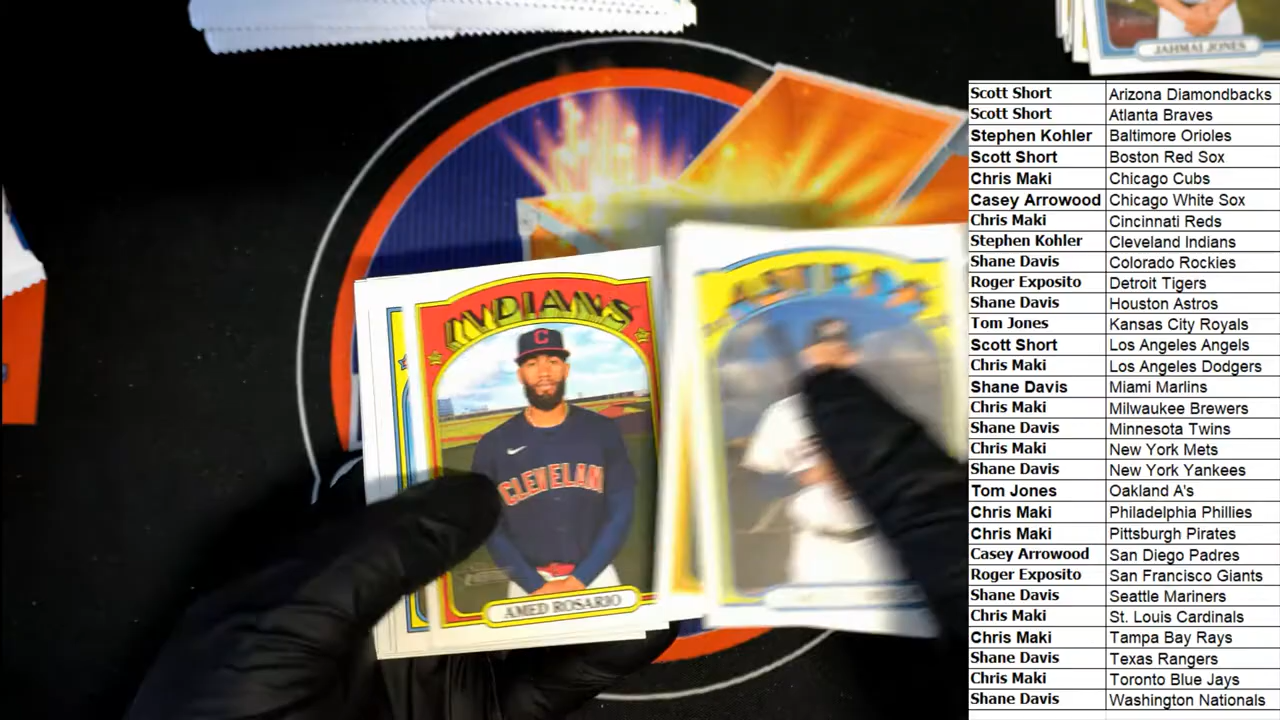 JAHMAI JONES
Scott Short Arizona Diamondbacks
Scott Short Atlanta Braves
Stephen Kohler Baltimore Orioles
Scott Short Boston Red Sox
Chris Maki Chicago Cubs
Casey Arrowood Chicago White Sox
Chris Maki Cincinnati Reds
Stephen Kohler Cleveland Indians
Shane Davis Colorado Rockies
Roger Exposito Detroit Tigers
Shane Davis Houston Astros
Tom Jones Kansas City Royals
Scott Short Los Angeles Angels
Chris Maki Los Angeles Dodgers
Shane Davis Miami Marlins
Chris Maki Milwaukee Brewers
Shane Davis Minnesota Twins
Chris Maki New York Mets
Shane Davis New York Yankees
Tom Jones Oakland A's
Chris Maki Philadelphia Phillies
Chris Maki Pittsburgh Pirates
Casey Arrowood San Diego Padres
Roger Exposito San Francisco Giants
Shane Davis Seattle Mariners
Chris Maki St. Louis Cardinals
Chris Maki Tampa Bay Rays
Shane Davis Texas Rangers
Chris Maki Toronto Blue Jays
Shane Davis Washington Nationals
INDIANS
C
CLEVELAN
AMED ROSARIO
ASTROS